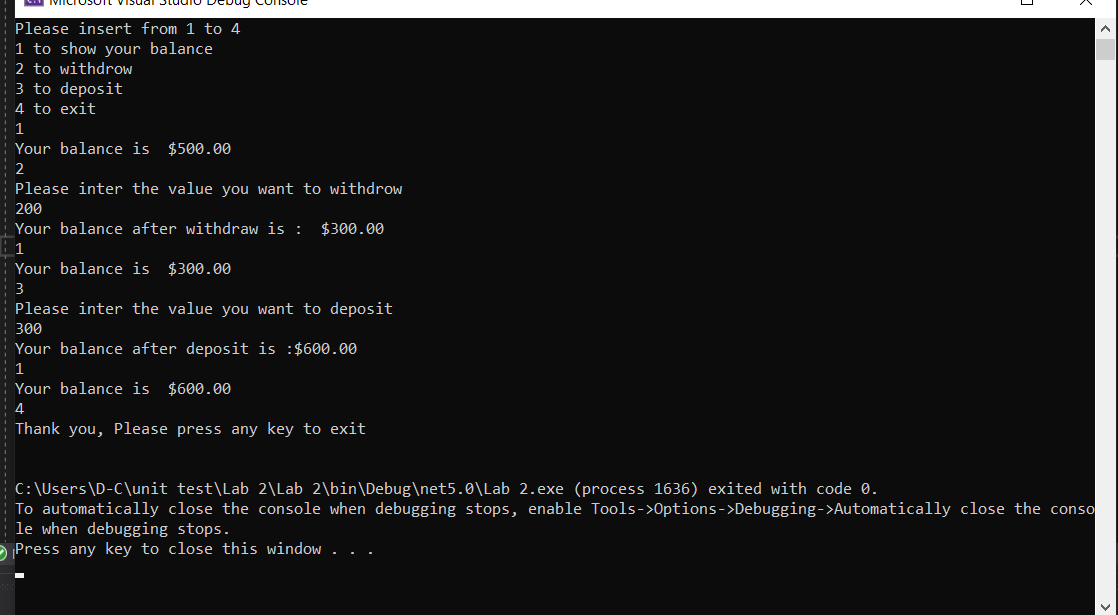 Microsoft Visual Studio Debug Console
Please insert from 1 to 4
1 to show your balance
2 to withdrow
3 to deposit
4 to exit
1
Your balance is  $500.00
2
Please inter the value you want to withdrow
200
Your balance after withdraw is :  $300.00
1
Your balance is  $300.00
3
Please inter the value you want to deposit
300
Your balance after deposit is :$600.00
1
Your balance is  $600.00
4
Thank you, Please press any key to exit
C:\Users\D-C\unit test\Lab 2\Lab 2\bin\Debug\net5.0\Lab 2.exe (process 1636) exited with code 0.
To automatically close the console when debugging stops, enable Tools->Options->Debugging->Automatically close the conso
le when debugging stops.
Press any key to close this window . . .